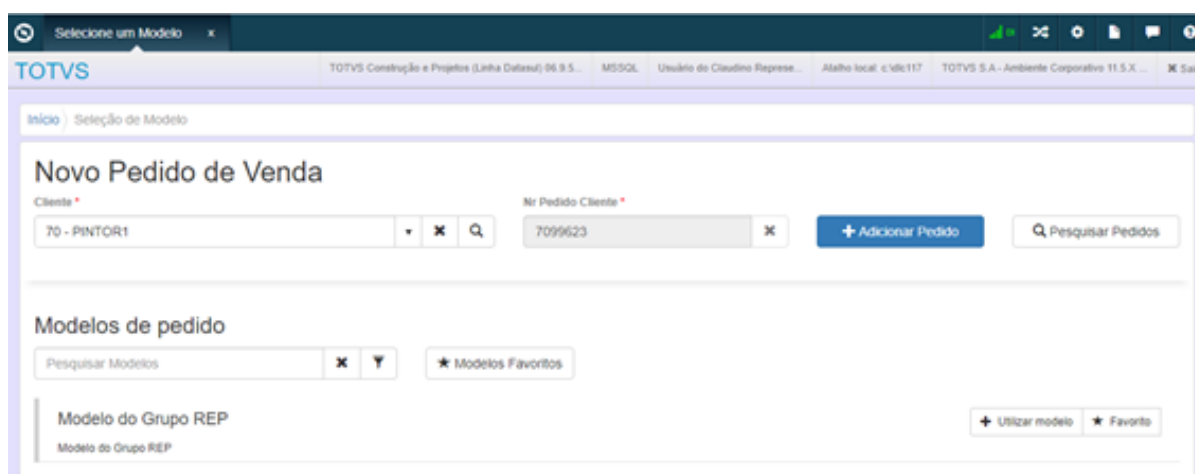 Selecione um Modelo x
TOTVS TOTVS Construção e Projetos (Linha Datasul) 06.9.5... MSSQL Usuário do Claudino Represe... Atalho local: c:\dlc117 TOTVS S.A - Ambiente Corporativo 11.5.X ... Sai
Início Seleção de Modelo
Novo Pedido de Venda
Cliente * Nr Pedido Cliente *
70 - PINTOR1 7099623 Adicionar Pedido Pesquisar Pedidos
Modelos de pedido
Pesquisar Modelos Modelos Favoritos
Modelo do Grupo REP Utilizar modelo Favorito
Modelo do Grupo REP